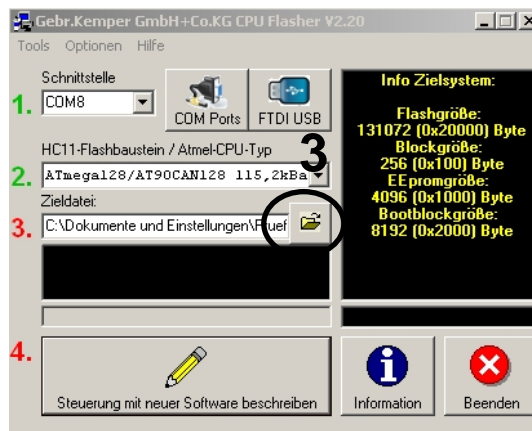 Gebr.Kemper GmbH+Co.KG CPU Flasher V2.20
Tools Optionen Hilfe
Schnittstelle
1. COM8
COM Ports
FTDI USB
HC11-Flashbaustein / Atmel-CPU-Typ
3
2. ATmega128/AT90CAN128 115,2kBa
Zieldatei:
3. C:\Dokumente und Einstellungen\Pruef
4.
Steuerung mit neuer Software beschreiben
Info Zielsystem:
Flashgröße:
131072 (0x20000) Byte
Blockgröße:
256 (0x100) Byte
EEpromgröße:
4096 (0x1000) Byte
Bootblockgröße:
8192 (0x2000) Byte
Information
Beenden